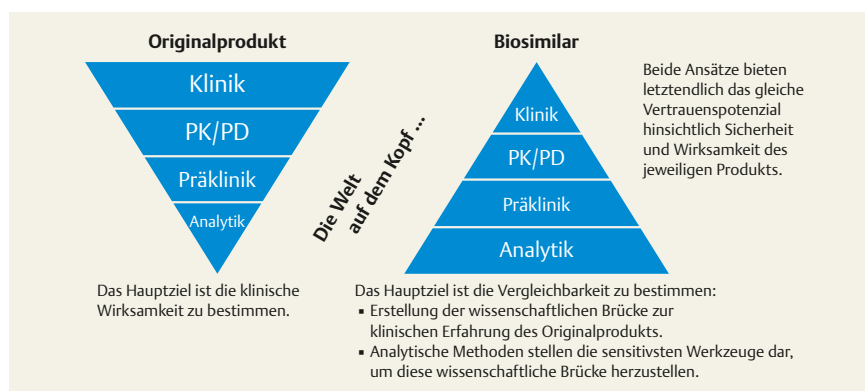 Originalprodukt
Klinik
PK/PD
Präklinik
Analytik
Das Hauptziel ist die klinische
Wirksamkeit zu bestimmen.
Die Welt
auf dem Kopf ...
Biosimilar
Klinik
PK/PD
Präklinik
Analytik
Das Hauptziel ist die Vergleichbarkeit zu bestimmen:
▪ Erstellung der wissenschaftlichen Brücke zur
klinischen Erfahrung des Originalprodukts.
▪ Analytische Methoden stellen die sensitivsten Werkzeuge dar,
um diese wissenschaftliche Brücke herzustellen.
Beide Ansätze bieten
letztendlich das gleiche
Vertrauenspotenzial
hinsichtlich Sicherheit
und Wirksamkeit des
jeweiligen Produkts.